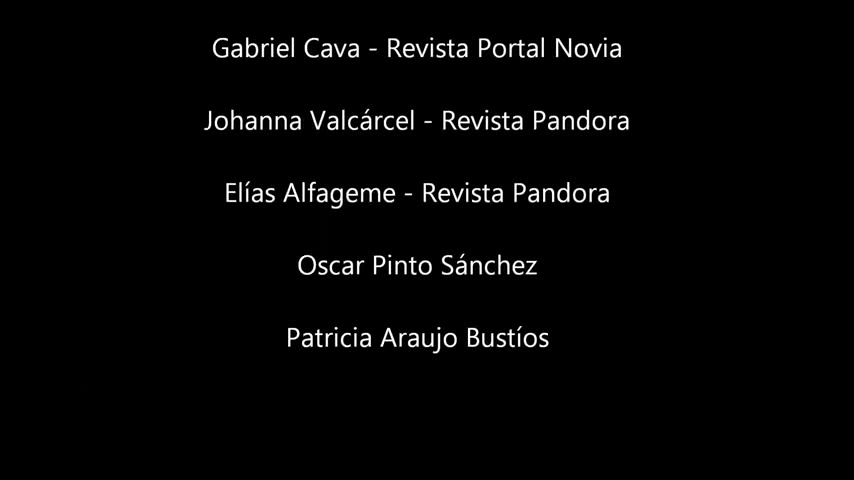 Gabriel Cava - Revista Portal Novia
Johanna Valcárcel - Revista Pandora
Elías Alfageme - Revista Pandora
Oscar Pinto Sánchez
Patricia Araujo Bustíos